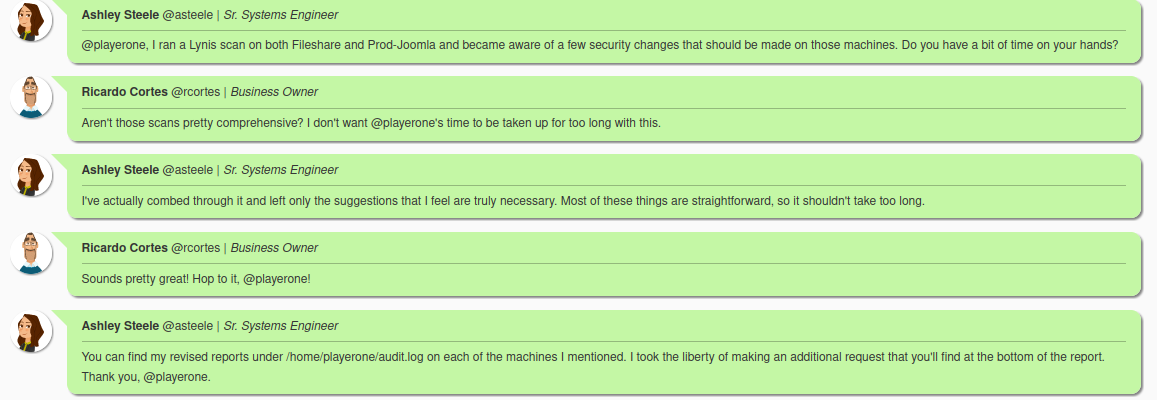 Ashley Steele @asteele | Sr. Systems Engineer
@playerone, I ran a Lynis scan on both Fileshare and Prod-Joomla and became aware of a few security changes that should be made on those machines. Do you have a bit of time on your hands?
Ricardo Cortes @rcortes | Business Owner
Aren't those scans pretty comprehensive? I don't want @playerone's time to be taken up for too long with this.
Ashley Steele @asteele | Sr. Systems Engineer
I've actually combed through it and left only the suggestions that I feel are truly necessary. Most of these things are straightforward, so it shouldn't take too long.
Ricardo Cortes @rcortes | Business Owner
Sounds pretty great! Hop to it, @playerone!
Ashley Steele @asteele | Sr. Systems Engineer
You can find my revised reports under /home/playerone/audit.log on each of the machines I mentioned. I took the liberty of making an additional request that you'll find at the bottom of the report.
Thank you, @playerone.